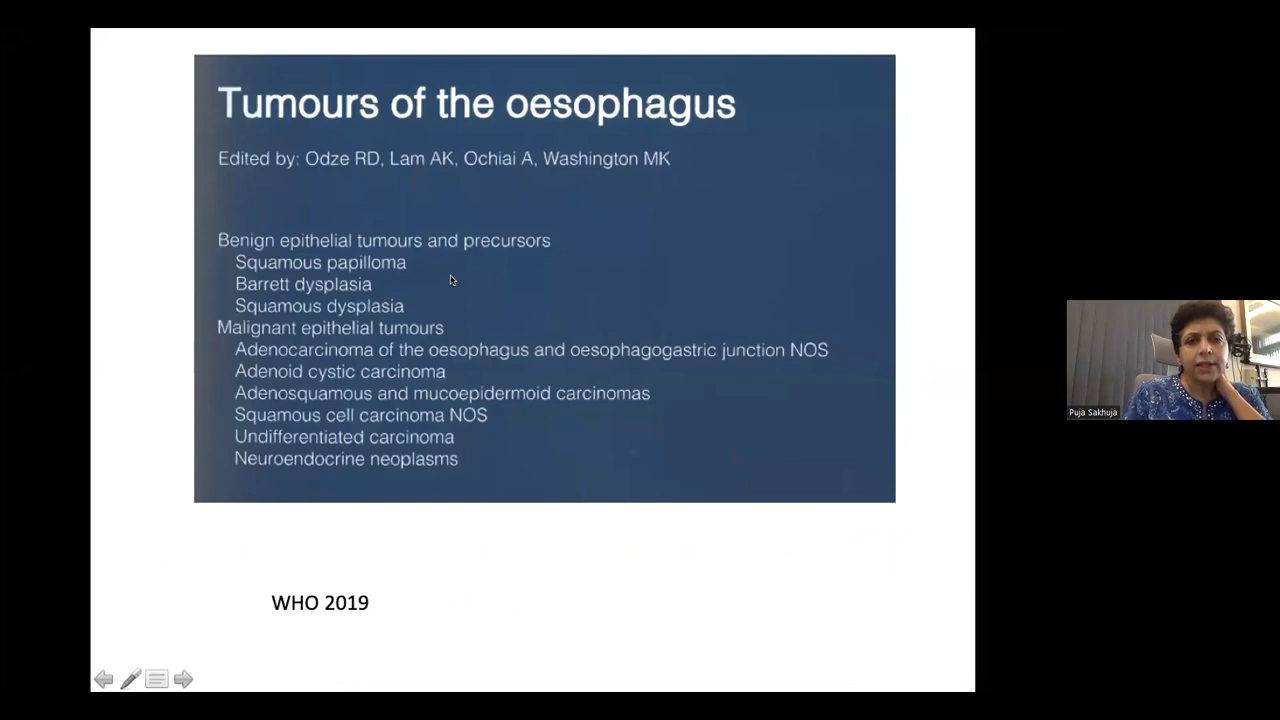 Tumours of the oesophagus
Edited by: Odze RD, Lam AK, Ochiai A, Washington MK
Benign epithelial tumours and precursors
Squamous papilloma
Barrett dysplasia
Squamous dysplasia
Malignant epithelial tumours
Adenocarcinoma of the oesophagus and oesophagogastric junction NOS
Adenoid cystic carcinoma
Adenosquamous and mucoepidermoid carcinomas
Squamous cell carcinoma NOS
Undifferentiated carcinoma
Neuroendocrine neoplasms
WHO 2019
Puja Sakhuja